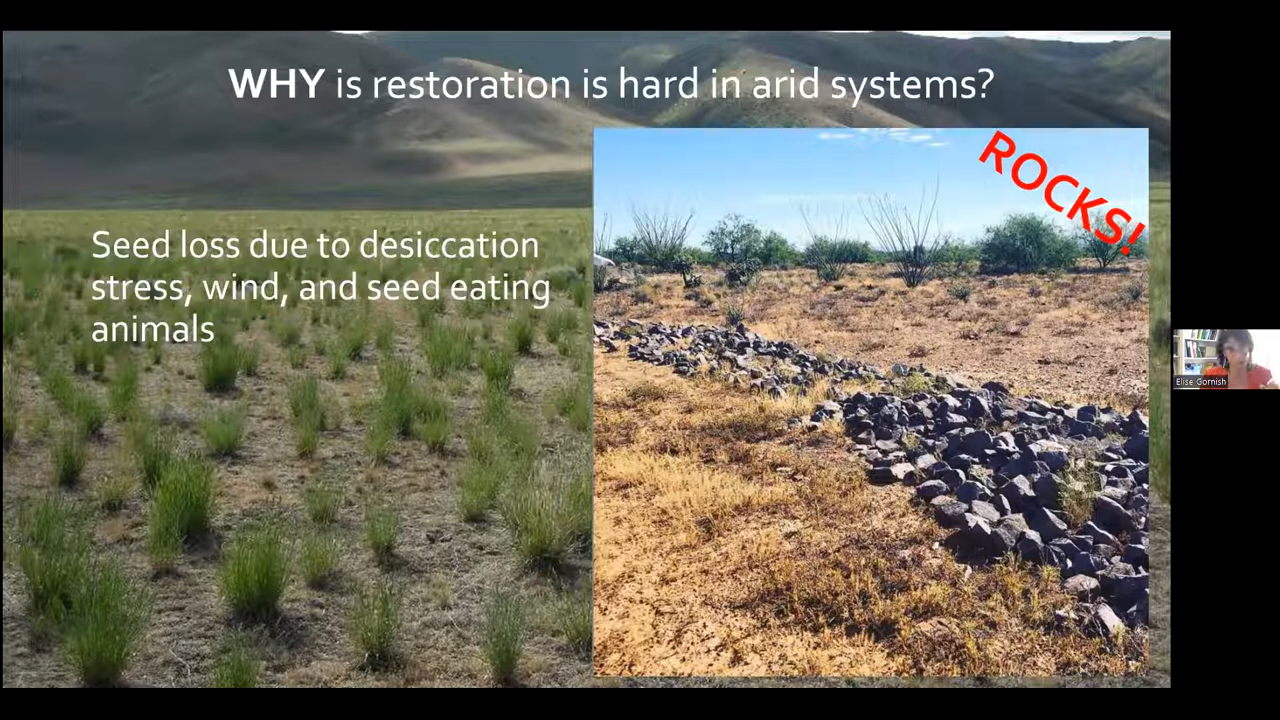 WHY is restoration is hard in arid systems?
ROCKS!
Seed loss due to desiccation
stress, wind, and seed eating
animals
Elise Gornish